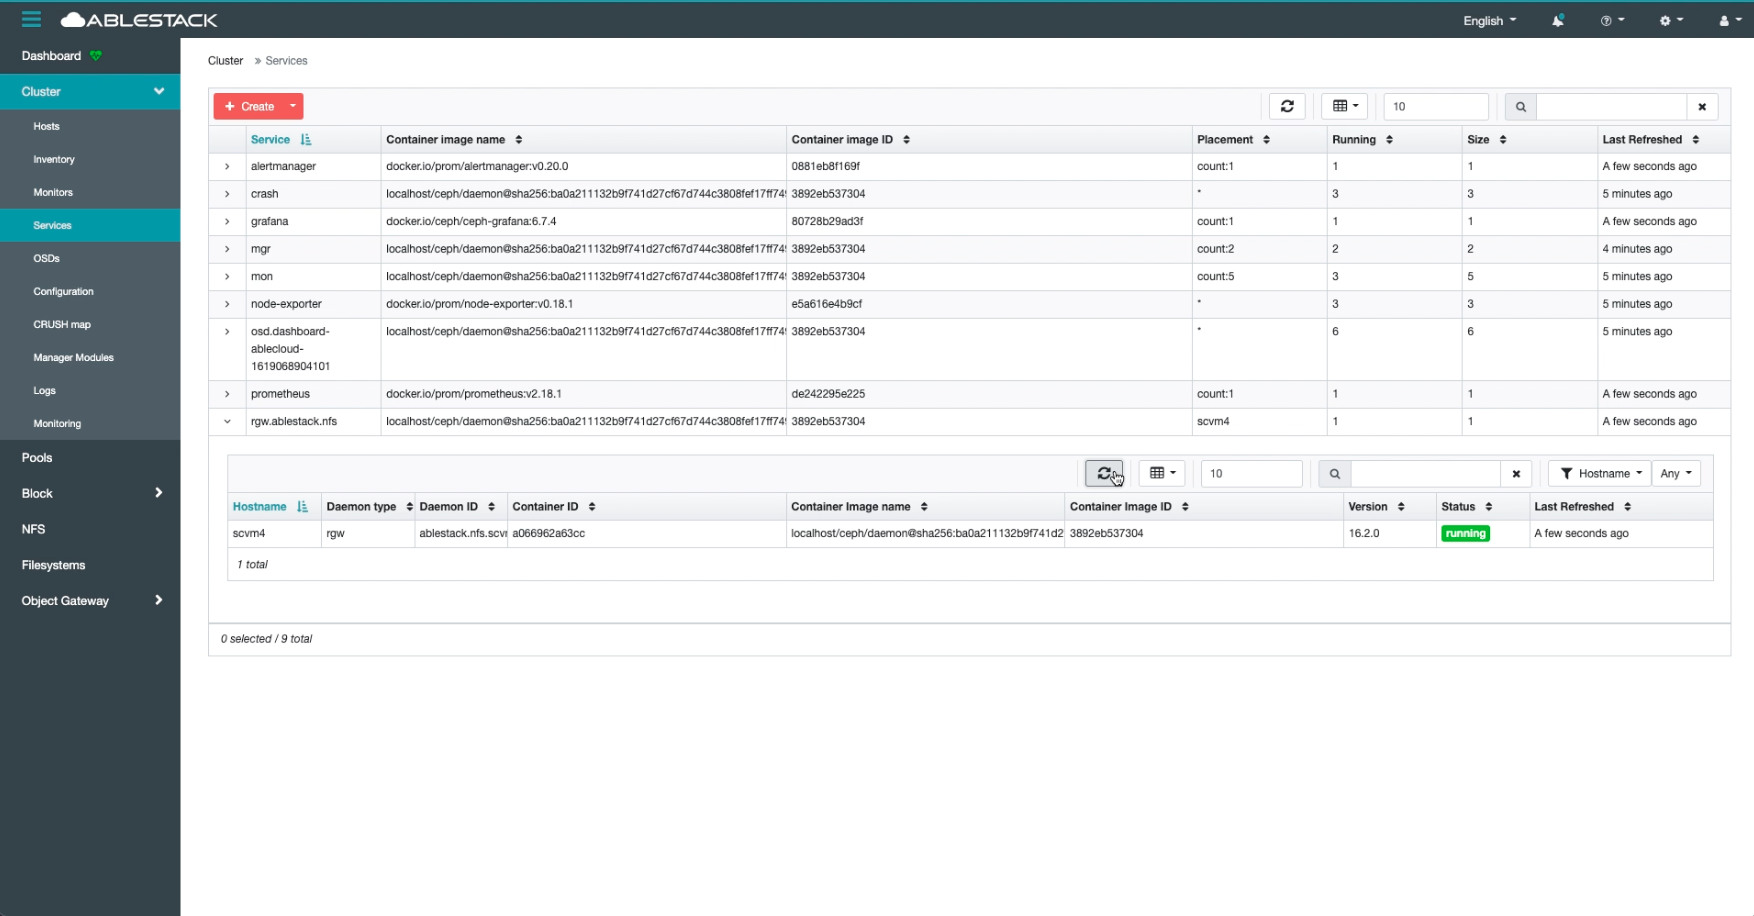 ABLESTACK
English
Dashboard
Cluster
Hosts
Inventory
Monitors
Services
OSDs
Configuration
CRUSH map
Manager Modules
Logs
Monitoring
Pools
Block
NFS
Filesystems
Object Gateway
Cluster » Services
+ Create 10
Service Container image name Container image ID Placement Running Size Last Refreshed
alertmanager docker.io/prom/alertmanager:v0.20.0 0881eb8f169f count:1 1 1 A few seconds ago
crash localhost/ceph/daemon@sha256:ba0a211132b9f741d27cf67d744c3808fef17ff74 3892eb537304 * 3 3 5 minutes ago
grafana docker.io/ceph/ceph-grafana:6.7.4 80728b29ad3f count:1 1 1 A few seconds ago
mgr localhost/ceph/daemon@sha256:ba0a211132b9f741d27cf67d744c3808fef17ff74 3892eb537304 count:2 2 2 4 minutes ago
mon localhost/ceph/daemon@sha256:ba0a211132b9f741d27cf67d744c3808fef17ff74 3892eb537304 count:5 3 5 5 minutes ago
node-exporter docker.io/prom/node-exporter:v0.18.1 e5a616e4b9cf * 3 3 5 minutes ago
osd.dashboard- localhost/ceph/daemon@sha256:ba0a211132b9f741d27cf67d744c3808fef17ff74 3892eb537304 * 6 6 5 minutes ago
ablecloud-
1619068904101
prometheus docker.io/prom/prometheus:v2.18.1 de242295e225 count:1 1 1 A few seconds ago
rgw.ablestack.nfs localhost/ceph/daemon@sha256:ba0a211132b9f741d27cf67d744c3808fef17ff74 3892eb537304 scvm4 1 1 A few seconds ago
10 Hostname Any
Hostname Daemon type Daemon ID Container ID Container Image name Container Image ID Version Status Last Refreshed
scvm4 rgw ablestack.nfs.scv a066962a63cc localhost/ceph/daemon@sha256:ba0a211132b9f741d2 3892eb537304 16.2.0 running A few seconds ago
1 total
0 selected / 9 total